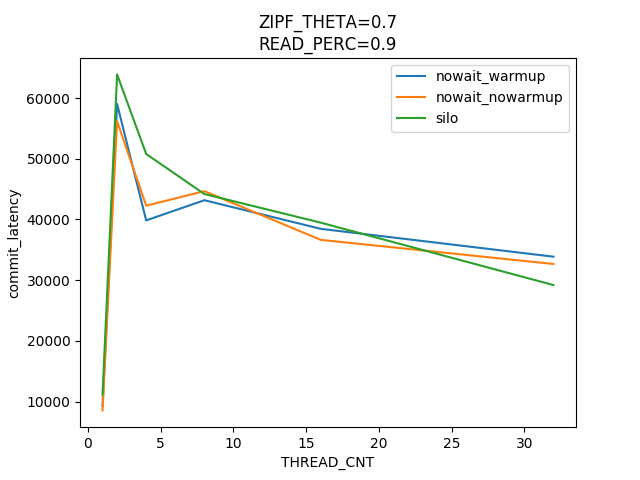 ZIPF_THETA=0.7
READ_PERC=0.9
nowait_warmup
nowait_nowarmup
silo
commit_latency
60000
50000
40000
30000
20000
10000
0 5 10 15 20 25 30
THREAD_CNT